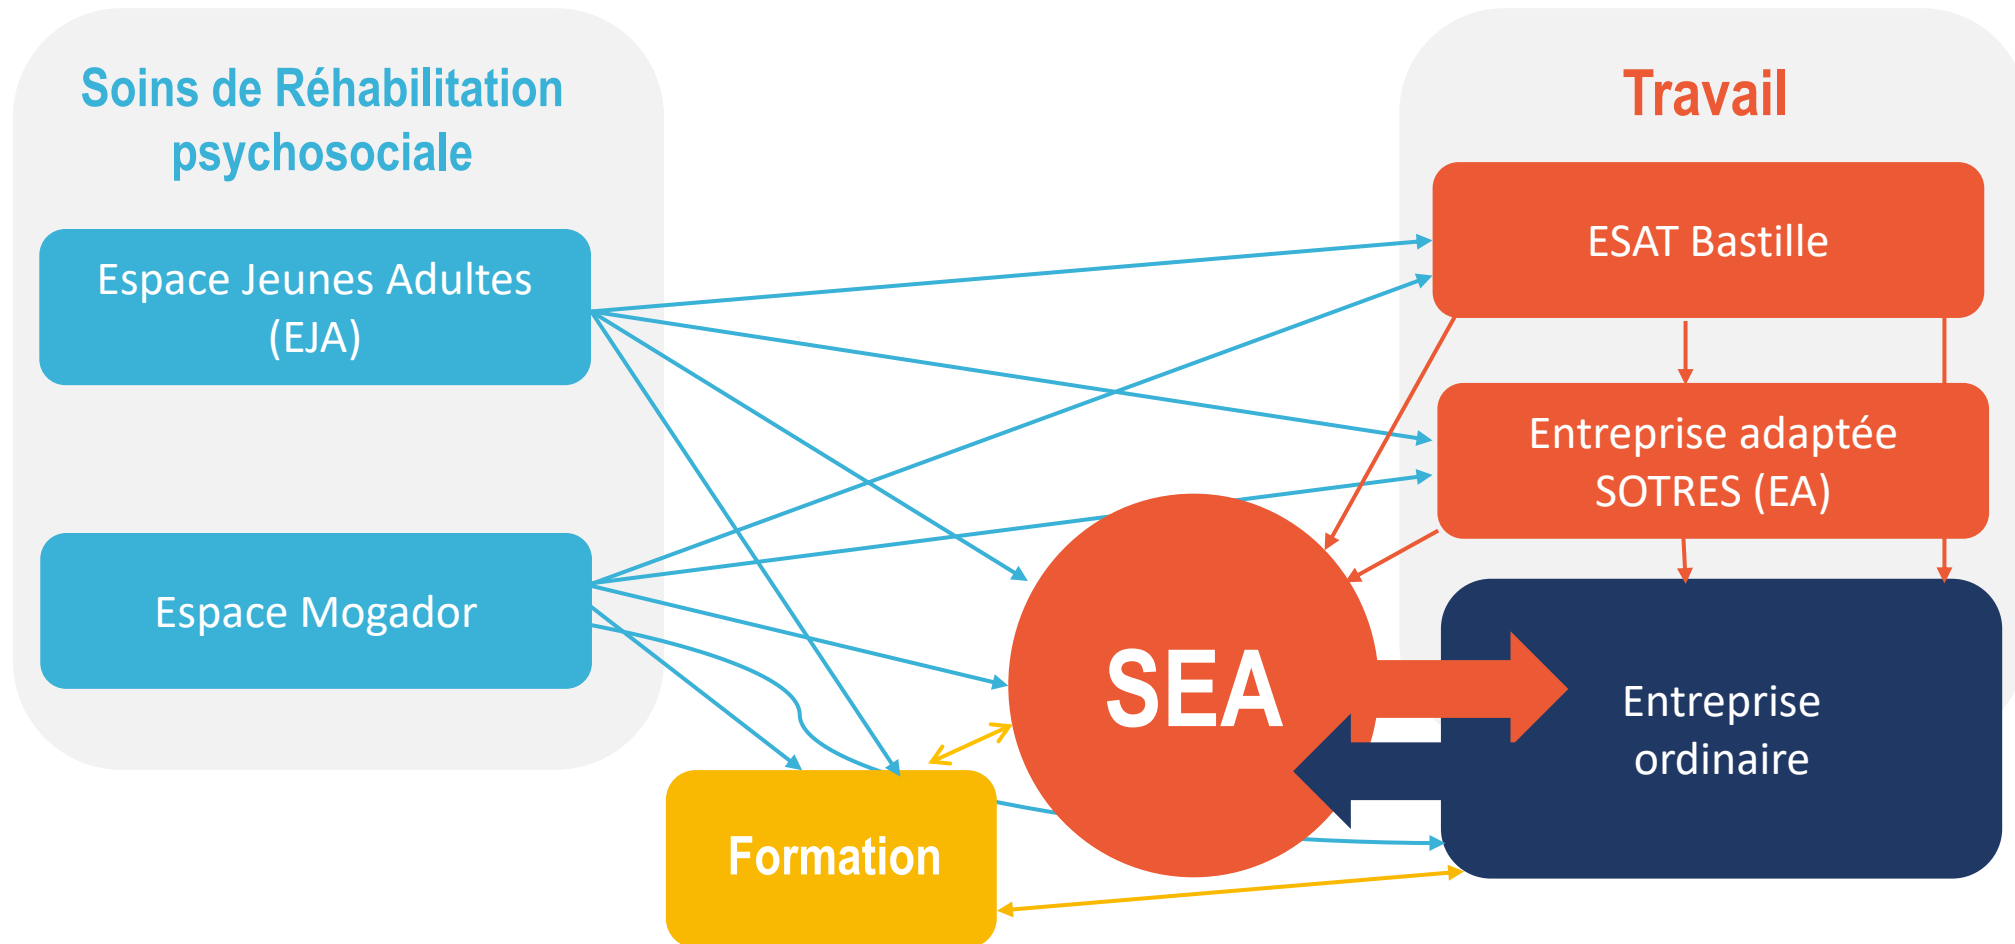 Soins de Réhabilitation
psychosociale
Espace Jeunes Adultes
(EJA)
Espace Mogador
Travail
ESAT Bastille
Entreprise adaptée
SOTRES (EA)
SEA
Entreprise
ordinaire
Formation